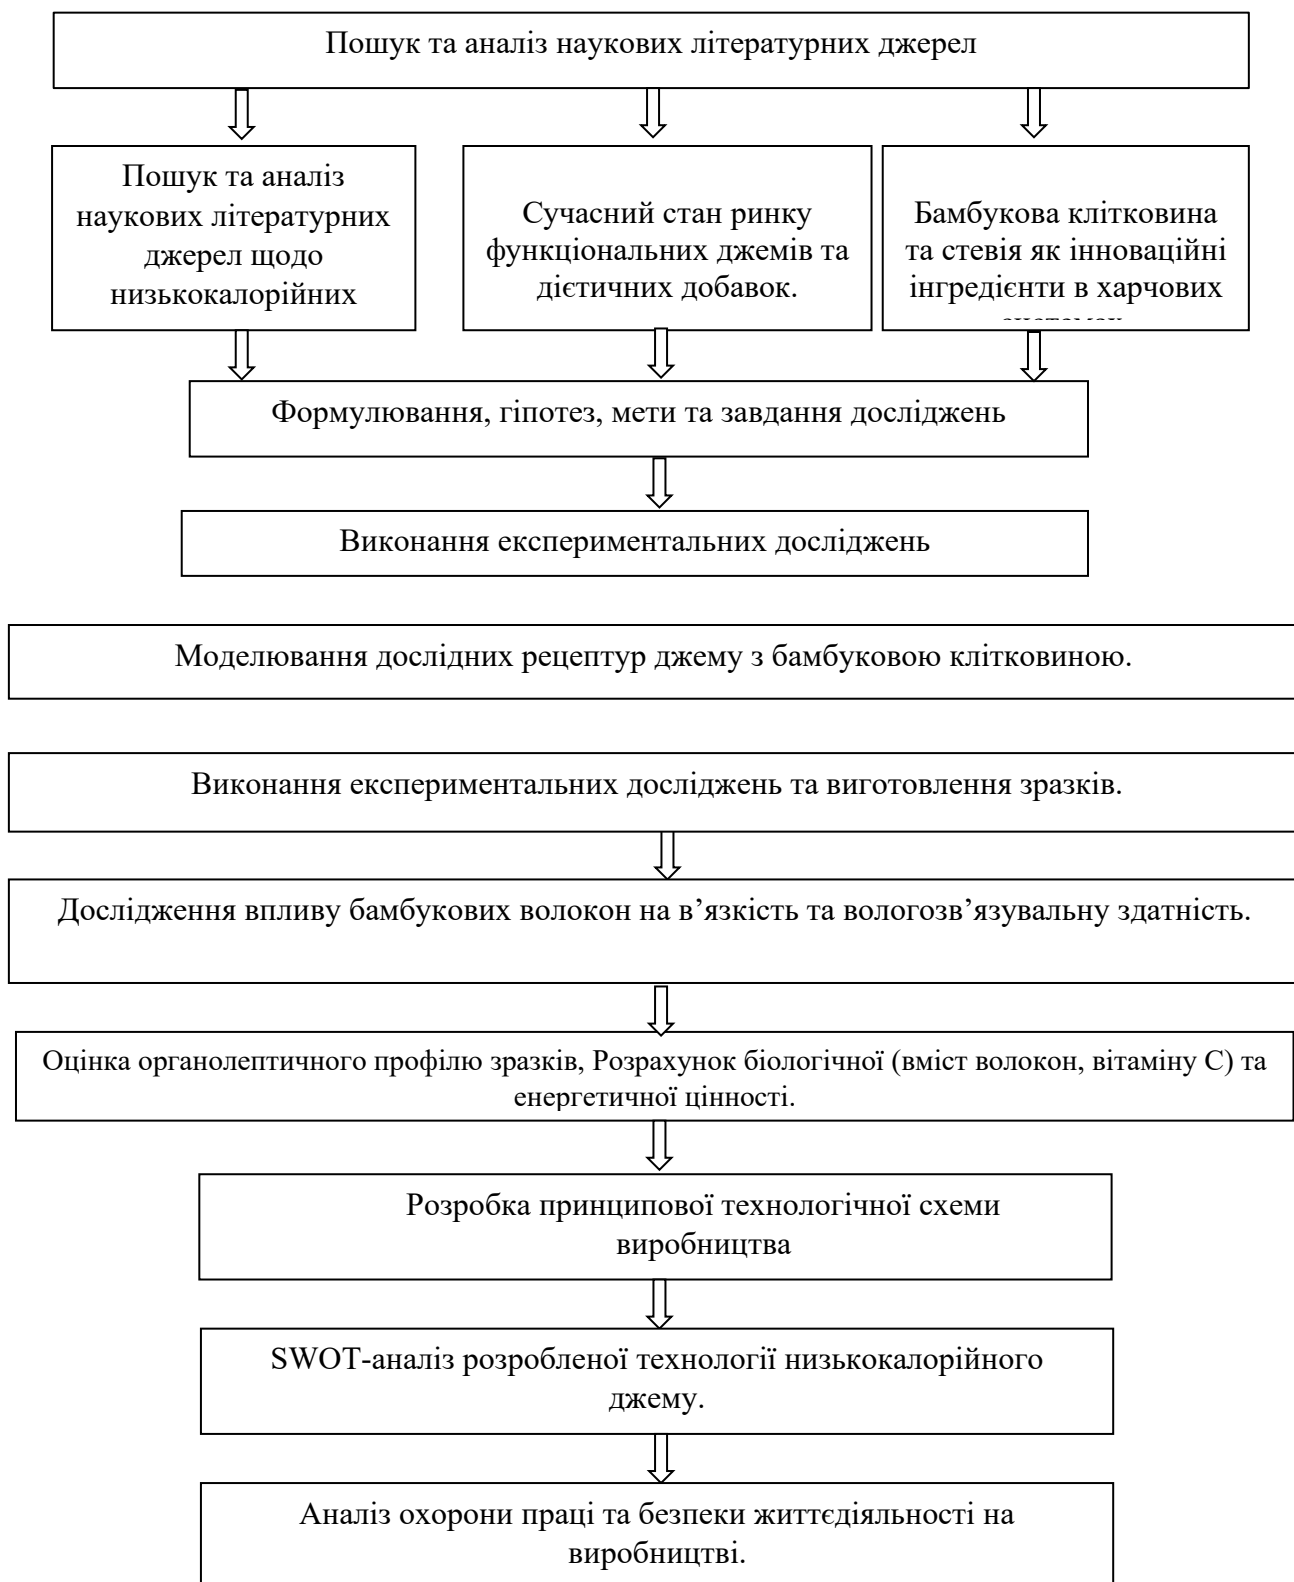 Пошук та аналіз наукових літературних джерел
Пошук та аналіз
наукових літературних
джерел щодо
низькокалорійних
Сучасний стан ринку
функціональних джемів та
дієтичних добавок.
Бамбукова клітковина
та стевія як інноваційні
інгредієнти в харчових
Формулювання, гіпотез, мети та завдання досліджень
Виконання експериментальних досліджень
Моделювання дослідних рецептур джему з бамбуковою клітковиною.
Виконання експериментальних досліджень та виготовлення зразків.
Дослідження впливу бамбукових волокон на в’язкість та вологозв’язувальну здатність.
Оцінка органолептичного профілю зразків, Розрахунок біологічної (вміст волокон, вітаміну С) та
енергетичної цінності.
Розробка принципової технологічної схеми
виробництва
SWOT-аналіз розробленої технології низькокалорійного
джему.
Аналіз охорони праці та безпеки життєдіяльності на
виробництві.